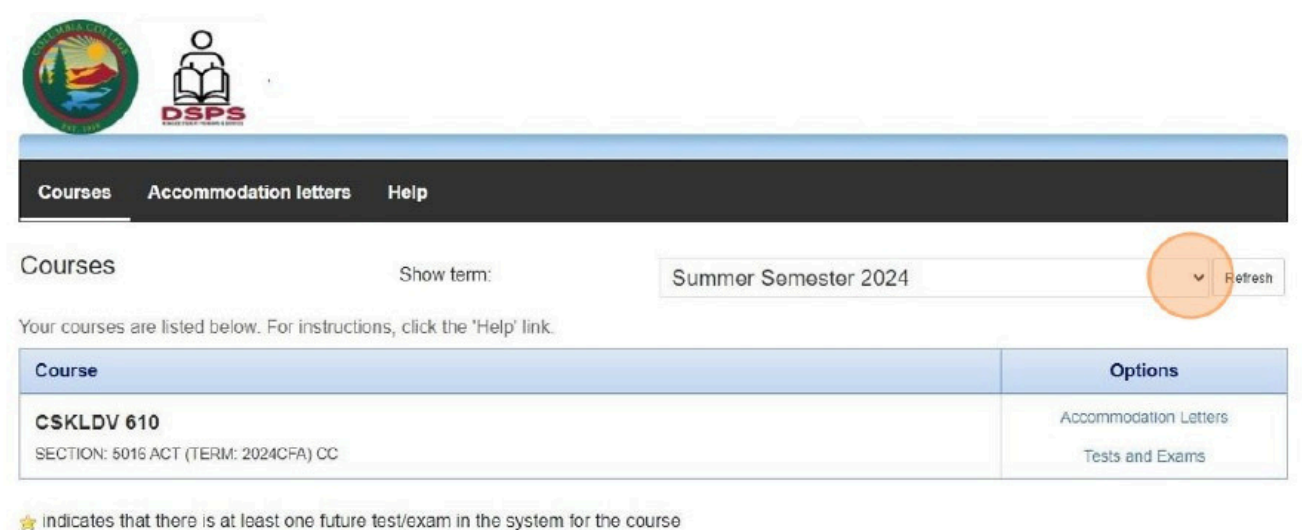 COLUMBIA COLLEGE
DSPS
Courses Accommodation letters Help
Courses Show term: Summer Semester 2024 Refresh
Your courses are listed below. For instructions, click the 'Help' link.
Course Options
CSKLDV 610 Accommodation Letters
SECTION: 5016 ACT (TERM: 2024CFA) CC Tests and Exams
indicates that there is at least one future test/exam in the system for the course